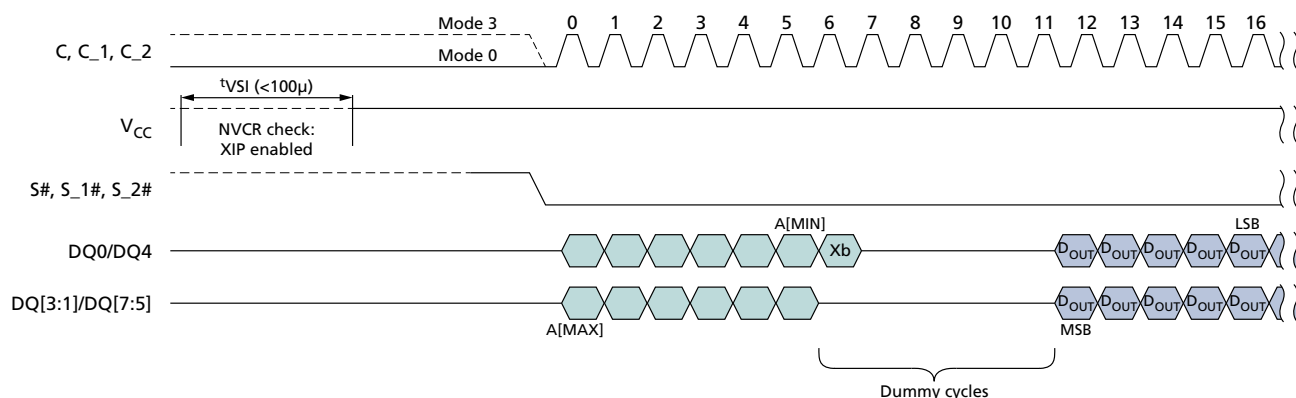 Mode 3
0 1 2 3 4 5 6 7 8 9 10 11 12 13 14 15 16
C, C_1, C_2
Mode 0
tVSI (<100μ)
VCC
NVCR check:
XIP enabled
S#, S_1#, S_2#
A[MIN]
LSB
DQ0/DQ4
Xb
DOUT DOUT DOUT DOUT DOUT
DQ[3:1]/DQ[7:5]
DOUT DOUT DOUT DOUT DOUT
A[MAX]
MSB
Dummy cycles